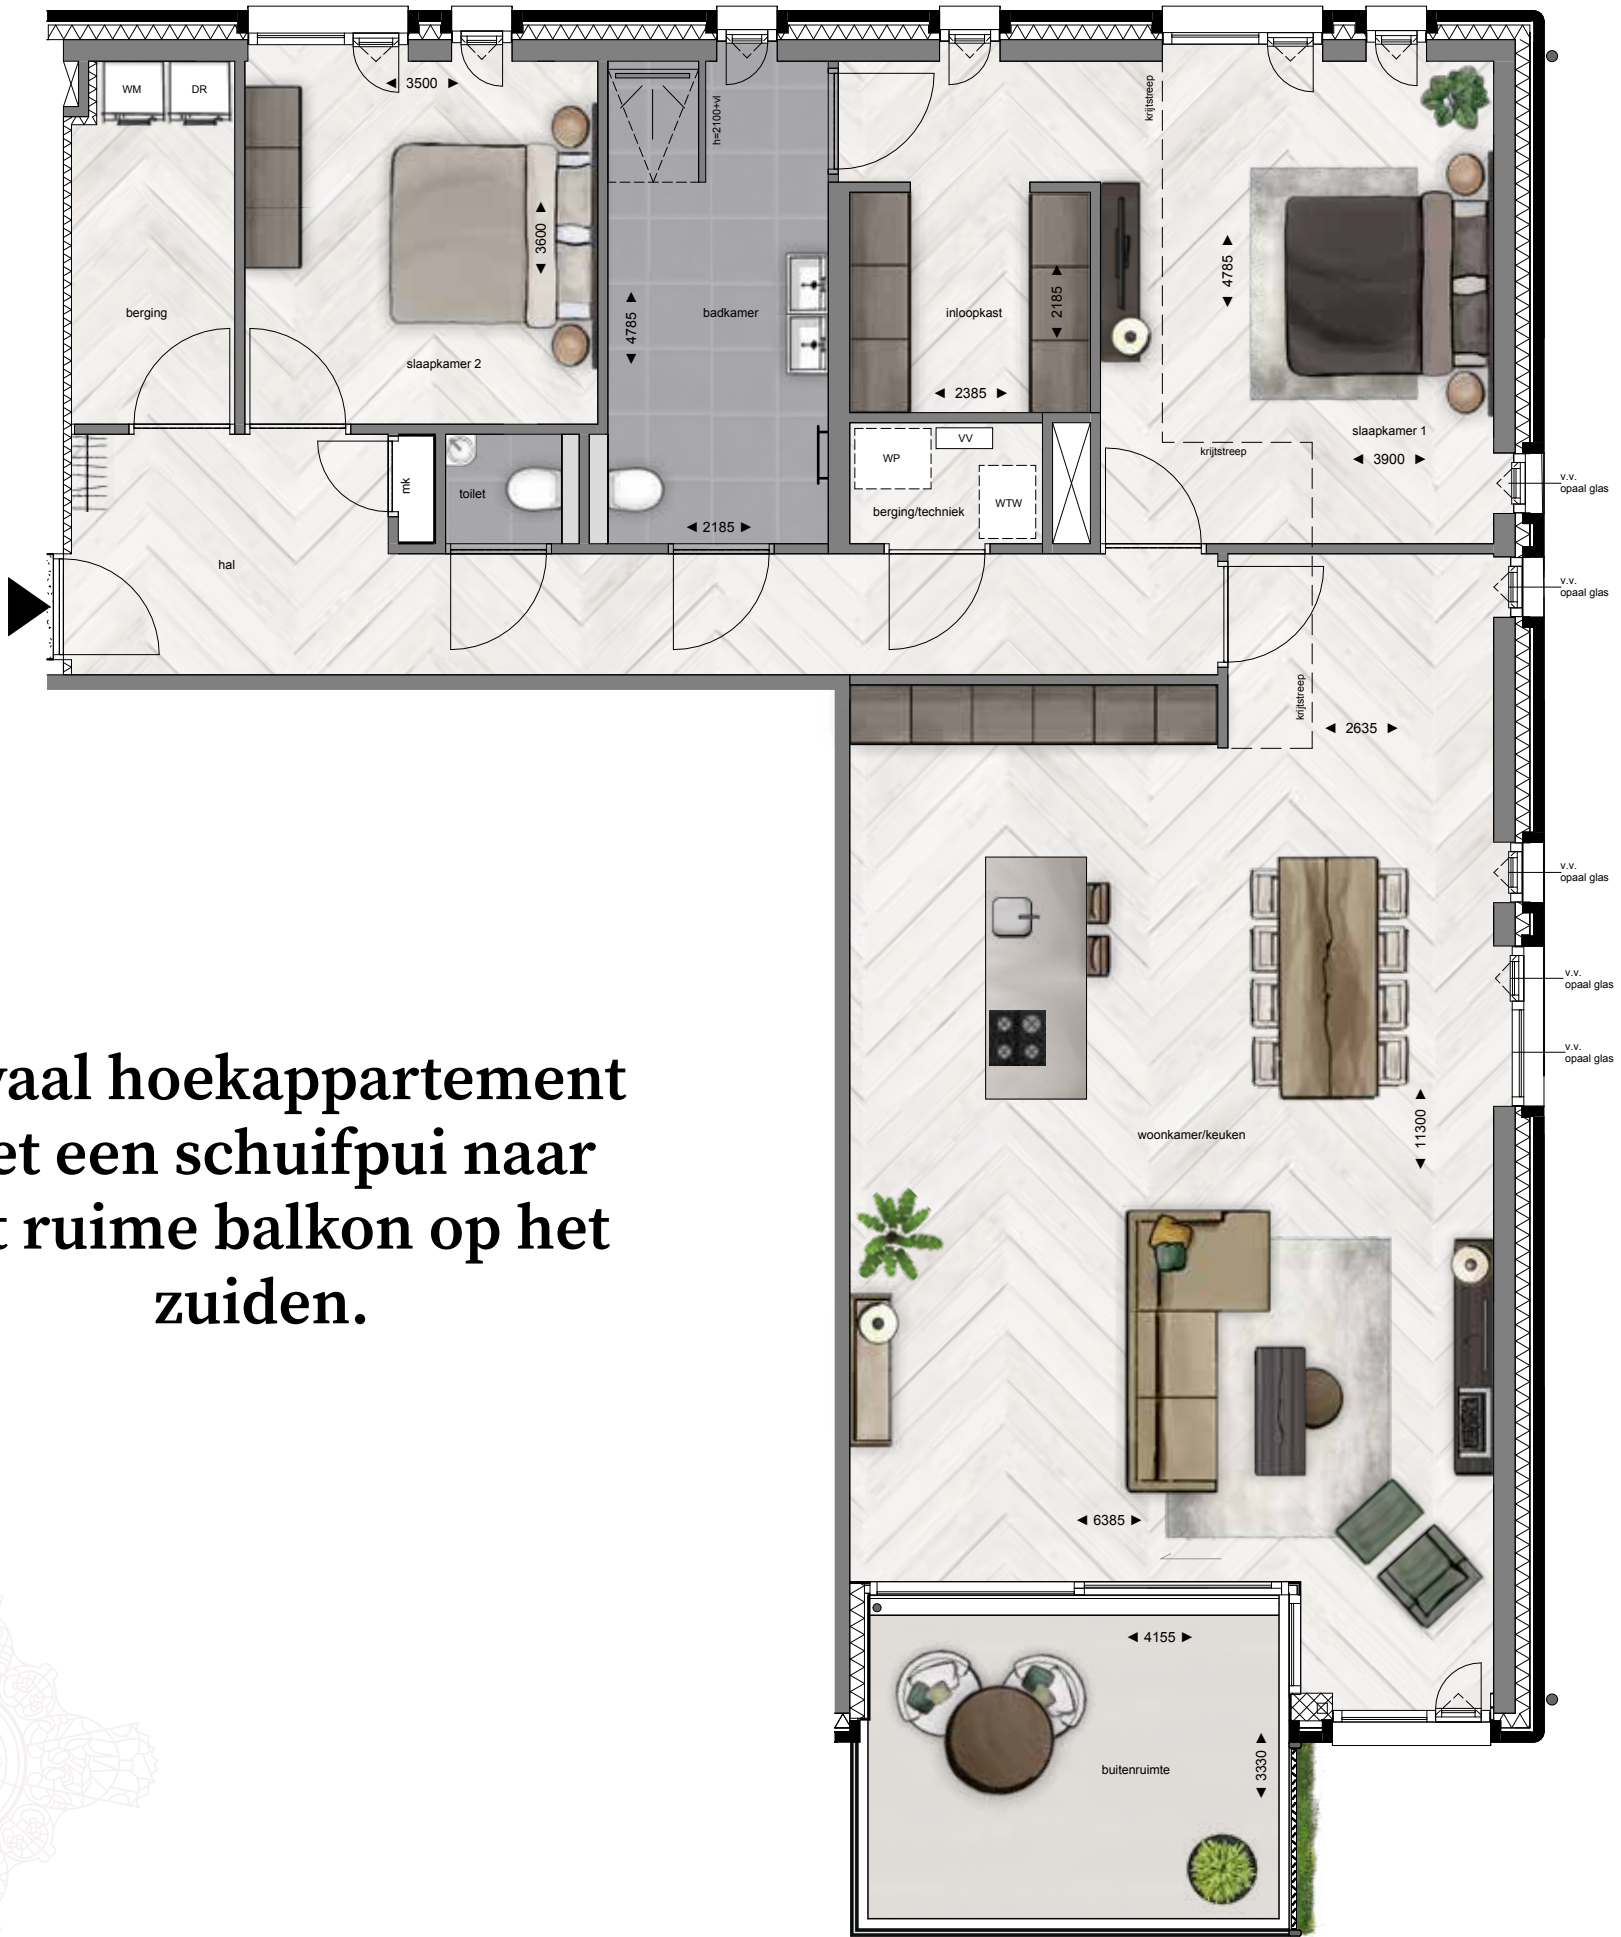 WM
DR
◄ 3500 ►
h=2100+vl
krijtstreep
◄ 3600 ►
◄ 4785 ►
◄ 4785 ►
◄ 2185 ►
berging
badkamer
inloopkast
slaapkamer 2
◄ 2385 ►
slaapkamer 1
krijtstreep
◄ 3900 ►
VV
WP
WTW
berging/techniek
mk
toilet
◄ 2185 ►
hal
v.v.
opaal glas
v.v.
opaal glas
krijtstreep
◄ 2635 ►
v.v.
opaal glas
v.v.
opaal glas
v.v.
opaal glas
vaal hoekappartement
et een schuifpui naar
t ruime balkon op het
zuiden.
woonkamer/keuken
◄ 11300 ►
◄ 6385 ►
◄ 4155 ►
◄ 3330 ►
buitenruimte